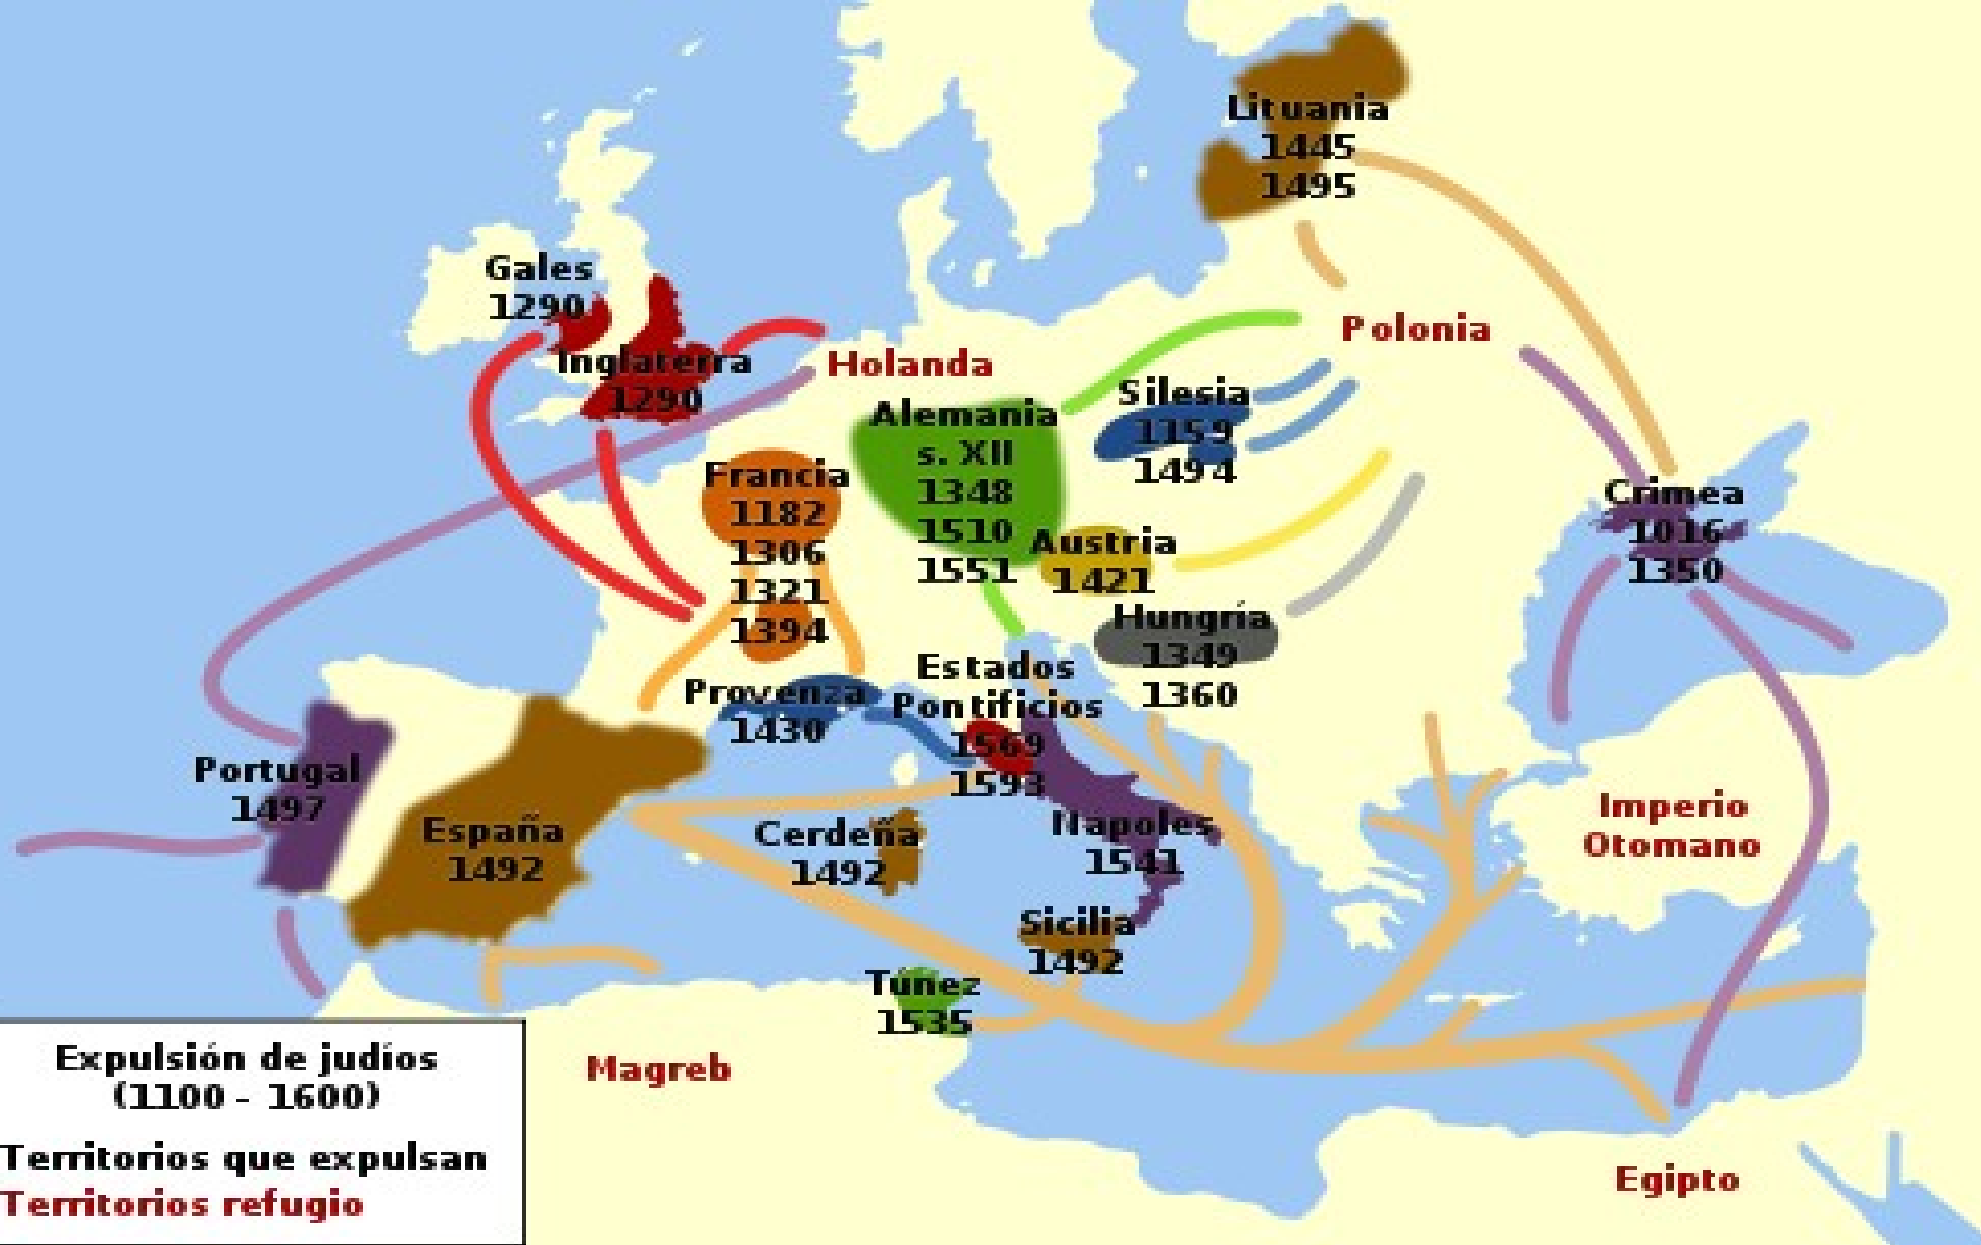 Lituania
1445
1495
Gales
1290
Inglaterra
1290
Holanda
Polonia
Silesia
1159
1494
Alemania
s. XII
1348
1510
1551
Francia
1182
1306
1321
1394
Austria
1421
Crimea
1016
1350
Hungría
1349
1360
Provenza
1430
Estados
Pontificios
1569
1593
Portugal
1497
España
1492
Cerdeña
1492
Nápoles
1541
Imperio
Otomano
Sicilia
1492
Túnez
1535
Magreb
Egipto
Expulsión de judíos
(1100 - 1600)
Territorios que expulsan
Territorios refugio